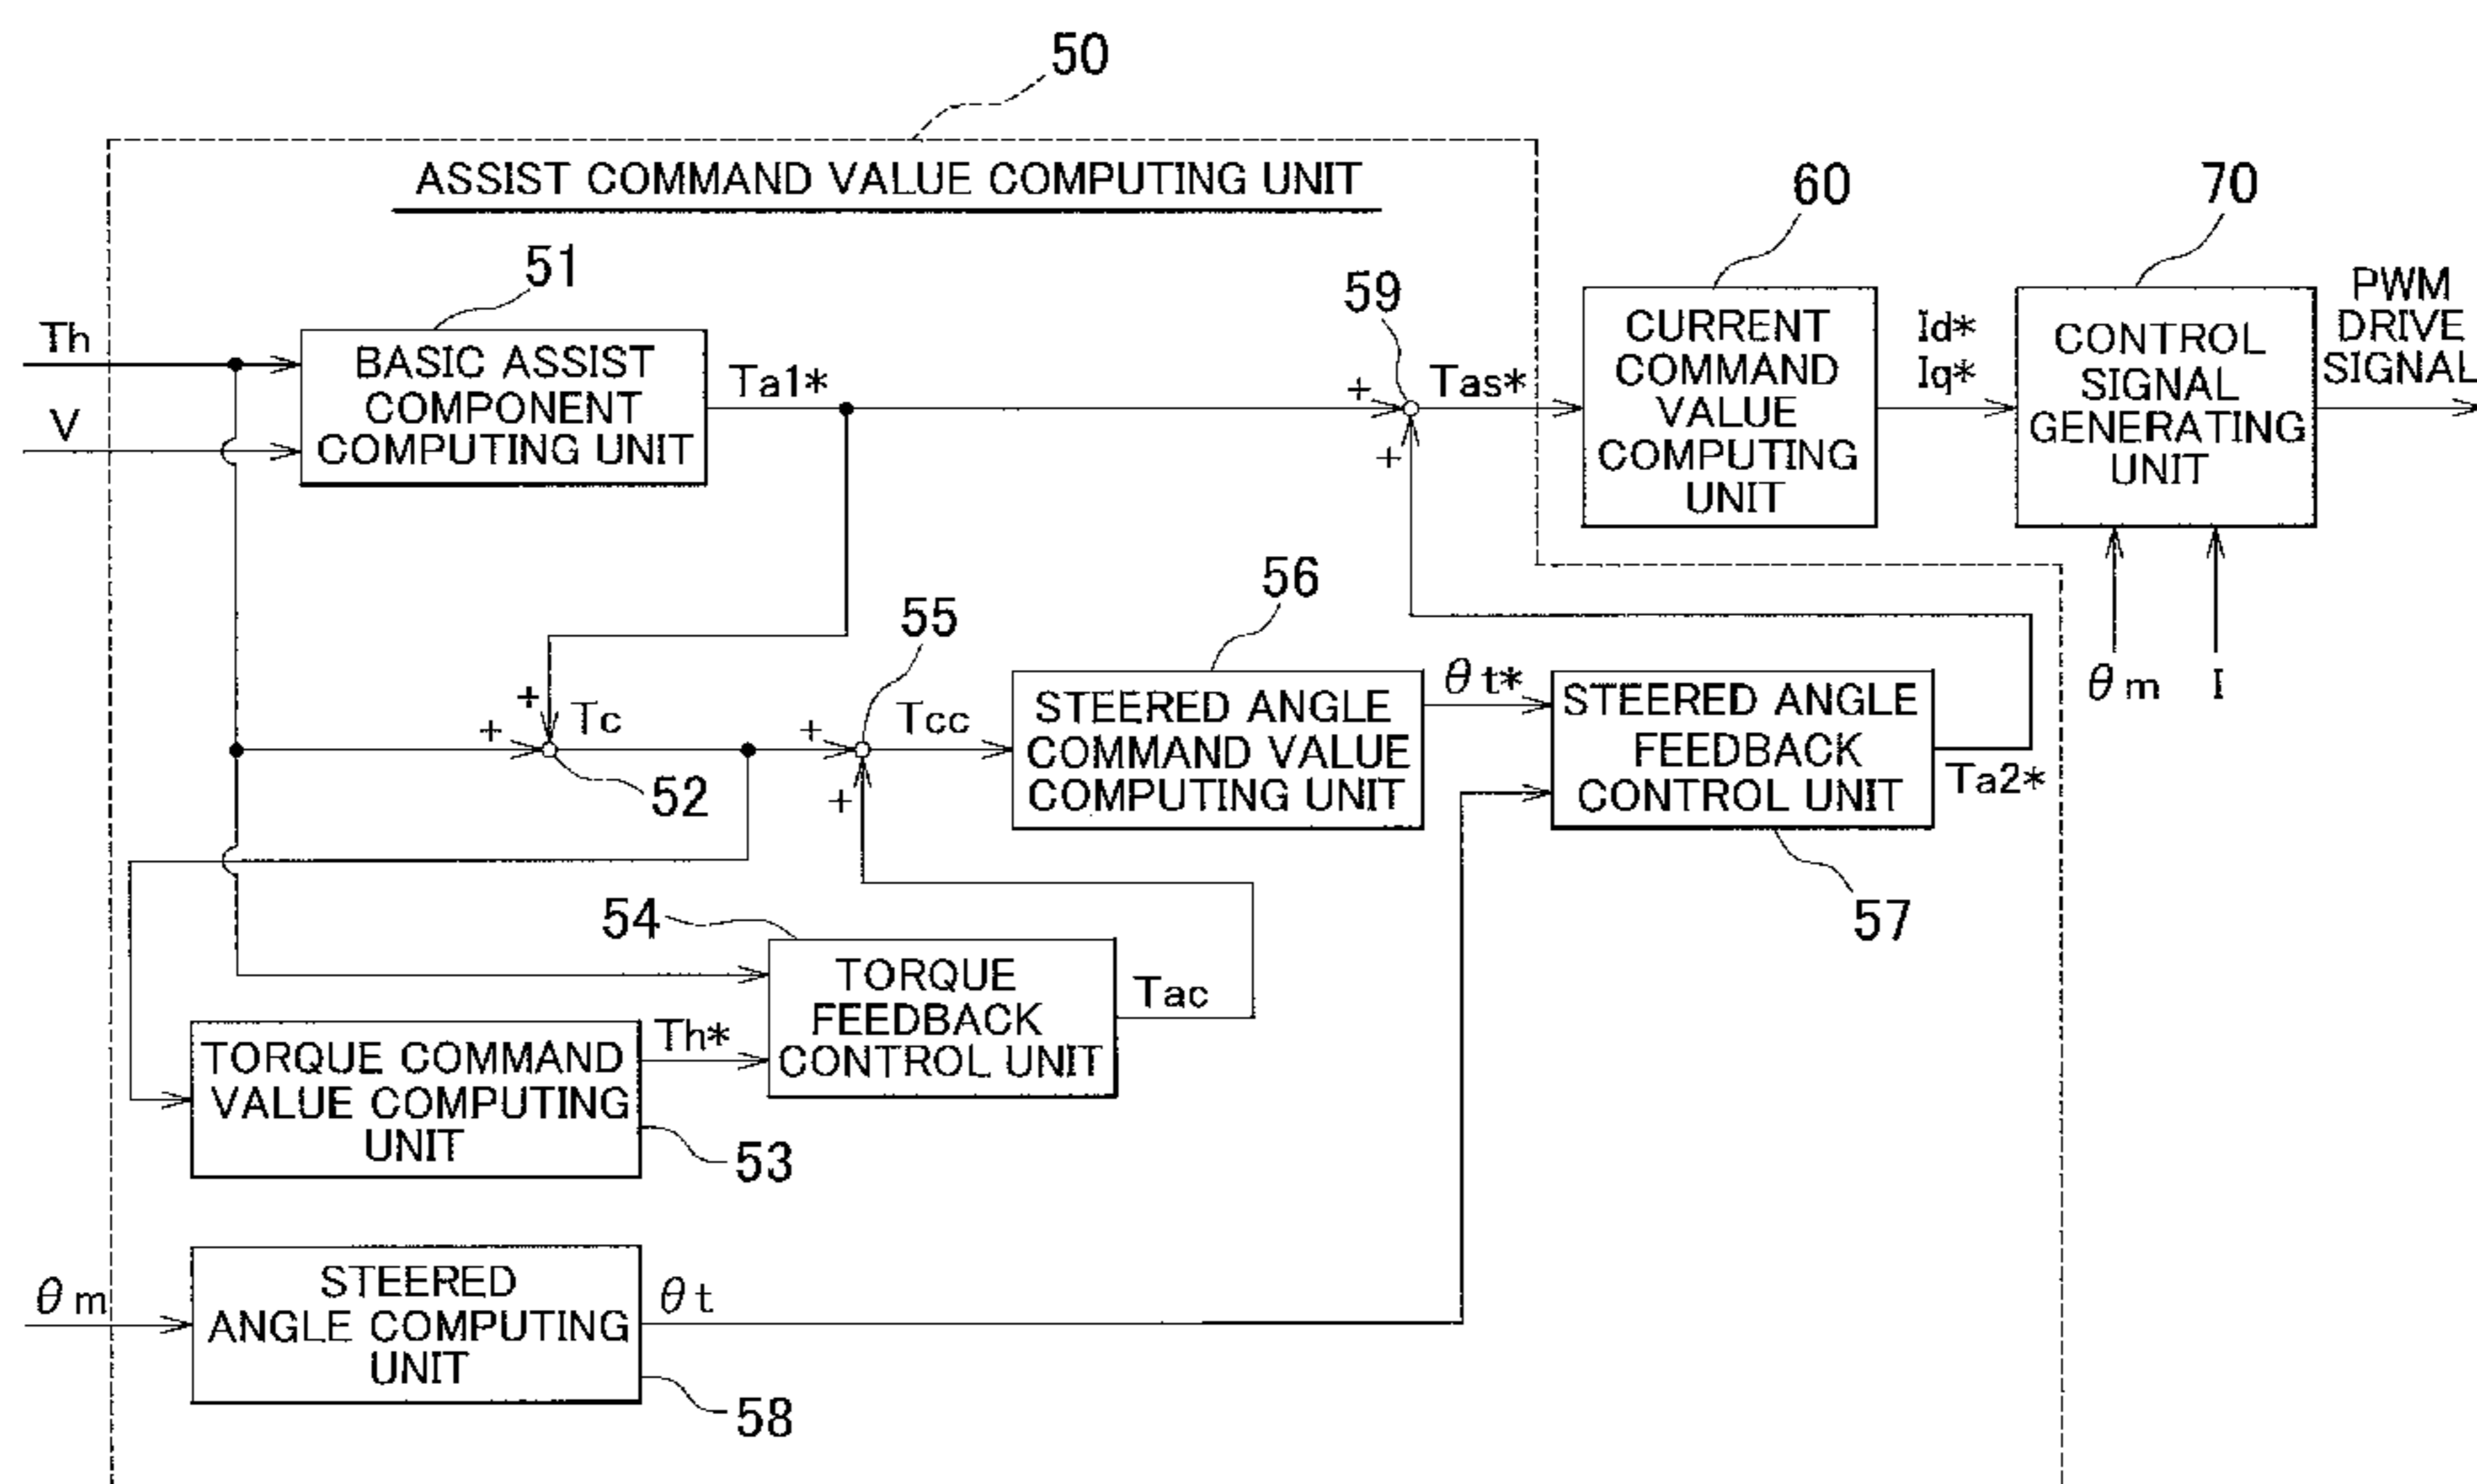 50
ASSIST COMMAND VALUE COMPUTING UNIT
60
70
51
59
Th
V
BASIC ASSIST
COMPONENT
COMPUTING UNIT
Ta1*
+
+
Tas*
CURRENT
COMMAND
VALUE
COMPUTING
UNIT
Id*
Iq*
CONTROL
SIGNAL
GENERATING
UNIT
PWM
DRIVE
SIGNAL
θm
I
56
55
+
+
Tc
52
+
+
Tcc
STEERED ANGLE
COMMAND VALUE
COMPUTING UNIT
θt*
STEERED ANGLE
FEEDBACK
CONTROL UNIT
Ta2*
57
54
TORQUE
FEEDBACK
CONTROL UNIT
Tac
TORQUE COMMAND
VALUE COMPUTING
UNIT
Th*
53
θm
STEERED
ANGLE COMPUTING
UNIT
θt
58